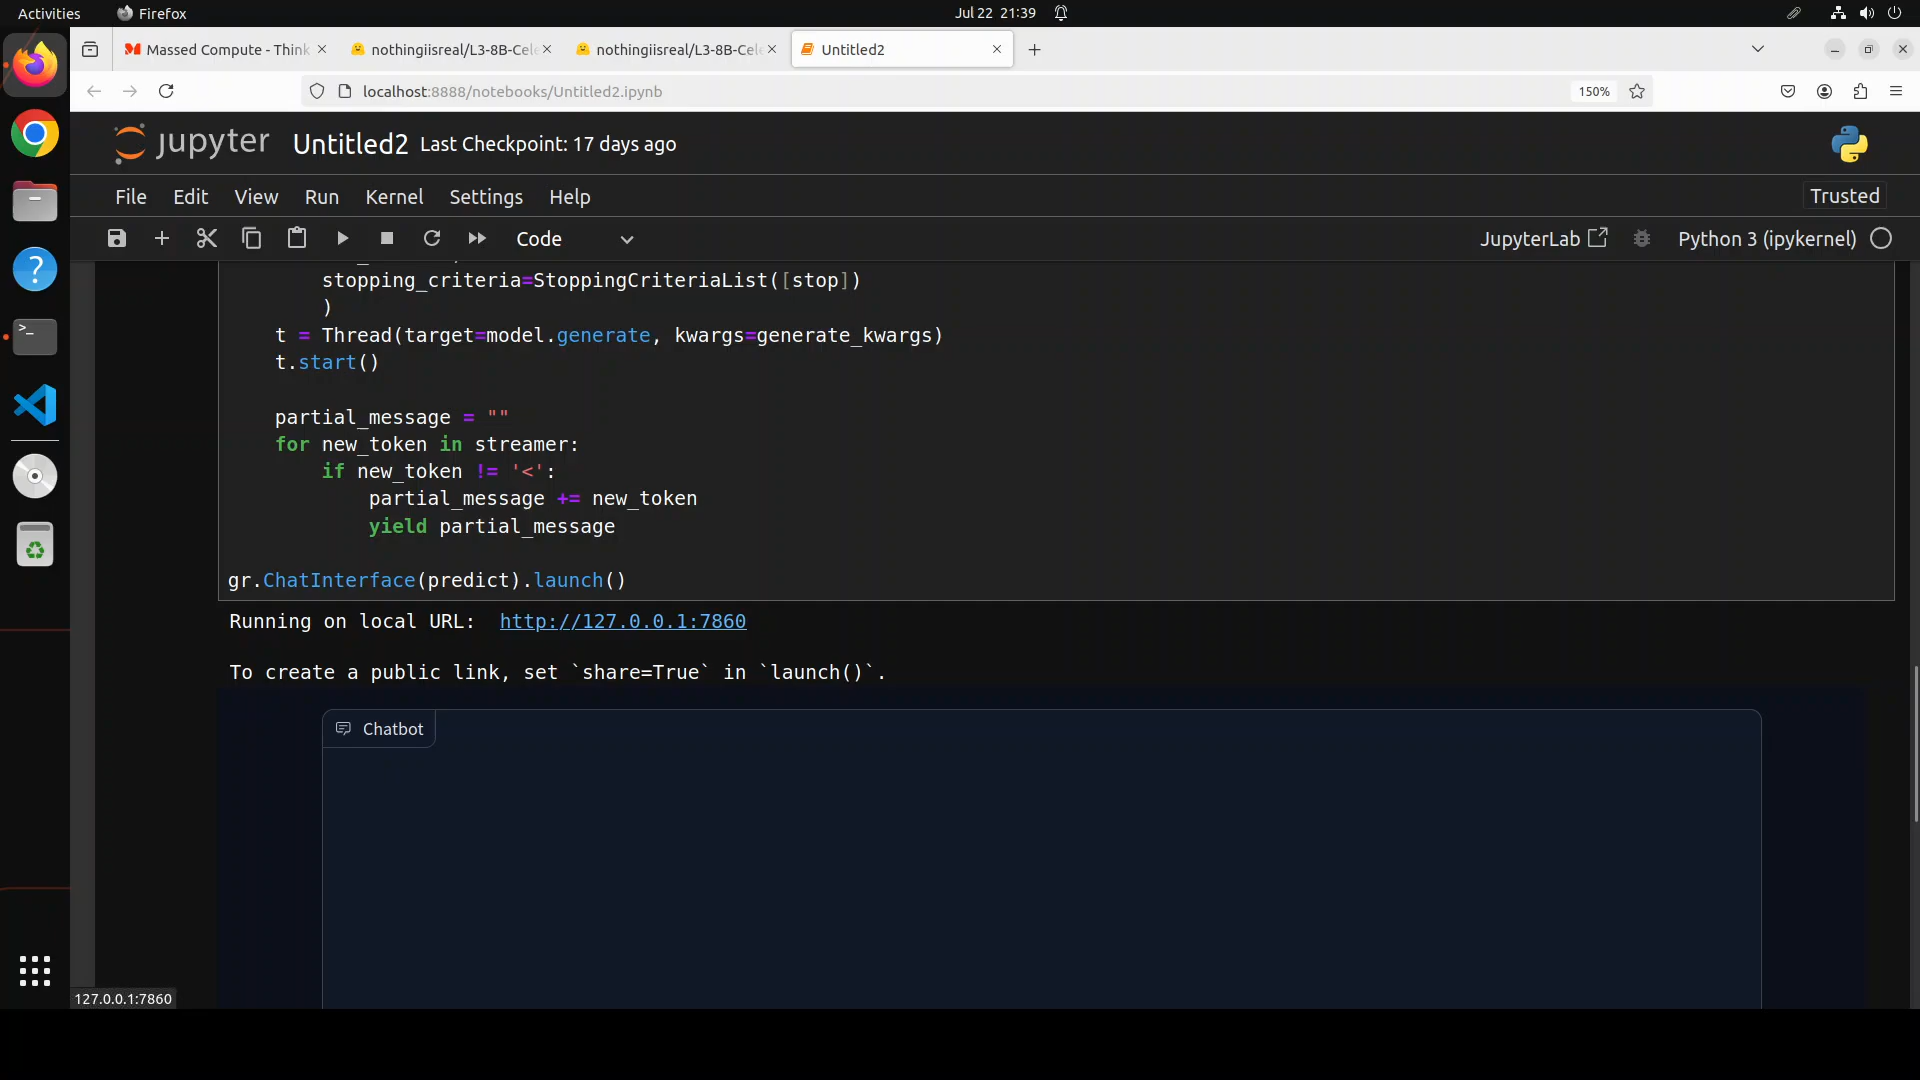 Activities
Firefox
Jul 22 21:39
Massed Compute - Think
nothingiisreal/L3-8B-Cel
nothingiisreal/L3-8B-Cel
Untitled2
localhost:8888/notebooks/Untitled2.ipynb
150%
jupyter
Untitled2
Last Checkpoint: 17 days ago
File Edit View Run Kernel Settings Help
Trusted
Code
JupyterLab
Python 3 (ipykernel)
stopping_criteria=StoppingCriteriaList([stop])
)
t = Thread(target=model.generate, kwargs=generate_kwargs)
t.start()
partial_message = ""
for new_token in streamer:
if new_token != '<':
partial_message += new_token
yield partial_message
gr.ChatInterface(predict).launch()
Running on local URL: http://127.0.0.1:7860
To create a public link, set `share=True` in `launch()`.
Chatbot
127.0.0.1:7860